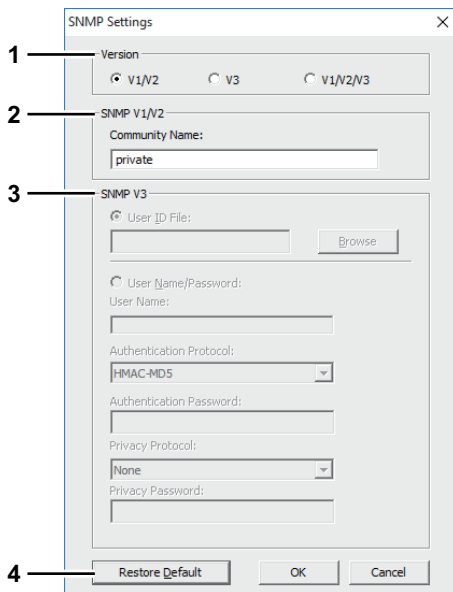 SNMP Settings
1
Version
V1/V2 V3 V1/V2/V3
2
SNMP V1/V2
Community Name:
private
3
SNMP V3
User ID File:
Browse
User Name/Password:
User Name:
Authentication Protocol:
HMAC-MD5
Authentication Password:
Privacy Protocol:
None
Privacy Password:
4
Restore Default OK Cancel